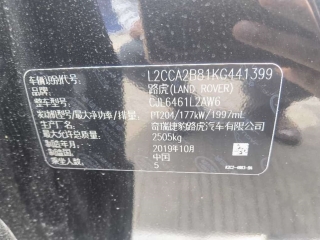 车辆识别代号: L2CCA2B81KG441399
品牌: 路虎(LAND ROVER)
整车型号: CJL6461L2AW6
发动机型号/最大净功率/排量: PT204/177kW/1997mL
生产厂名: 奇瑞捷豹路虎汽车有限公司
最大允许总质量: 2505kg
制造年月: 2019年10月
制造国: 中国
乘坐人数: 5